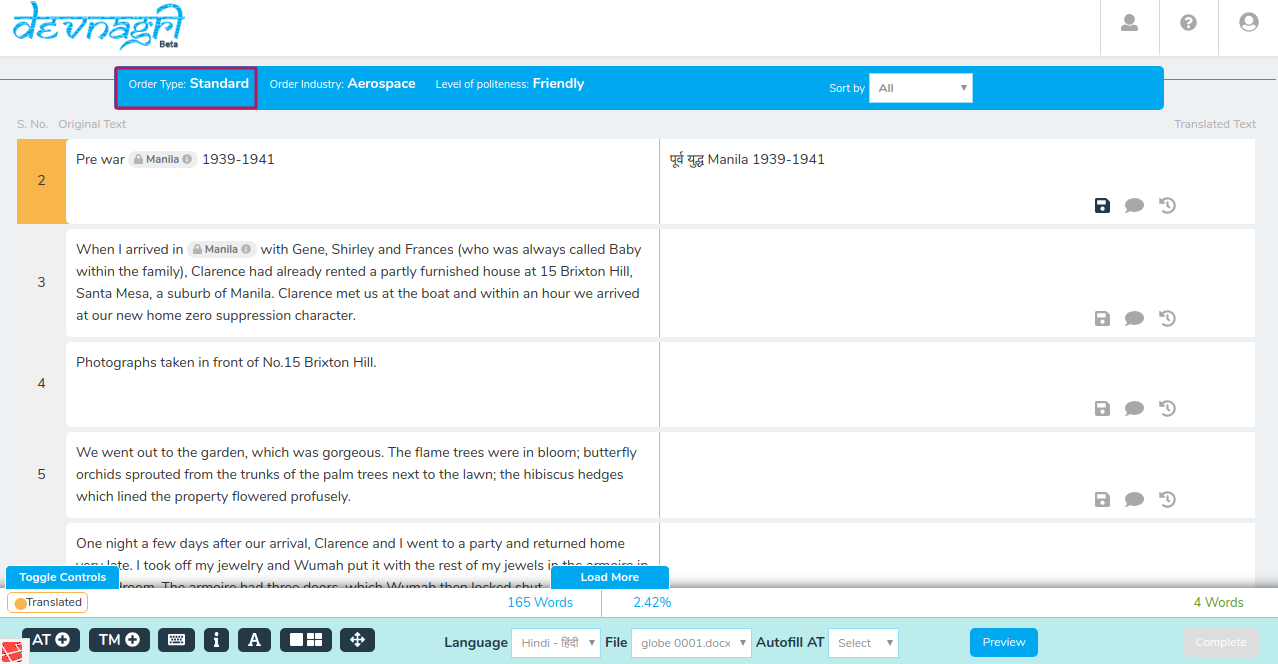 devnagri
Beta
Order Type: Standard Order Industry: Aerospace Level of politeness: Friendly Sort by All
S. No. Original Text Translated Text
2 Pre war Manila 1939-1941 पूर्व युद्ध Manila 1939-1941
3 When I arrived in Manila with Gene, Shirley and Frances (who was always called Baby
within the family), Clarence had already rented a partly furnished house at 15 Brixton Hill,
Santa Mesa, a suburb of Manila. Clarence met us at the boat and within an hour we arrived
at our new home zero suppression character.
4 Photographs taken in front of No.15 Brixton Hill.
5 We went out to the garden, which was gorgeous. The flame trees were in bloom; butterfly
orchids sprouted from the trunks of the palm trees next to the lawn; the hibiscus hedges
which lined the property flowered profusely.
One night a few days after our arrival, Clarence and I went to a party and returned home
late. I took off my jewelry and Wumah put it with the rest of my jewels in the armoire in
The armoire had three doors, which Wumah then locked shut
Toggle Controls Load More
Translated 165 Words 2.42% 4 Words
AT TM A Language Hindi - हिंदी File globe 0001.docx Autofill AT Select Preview Complete